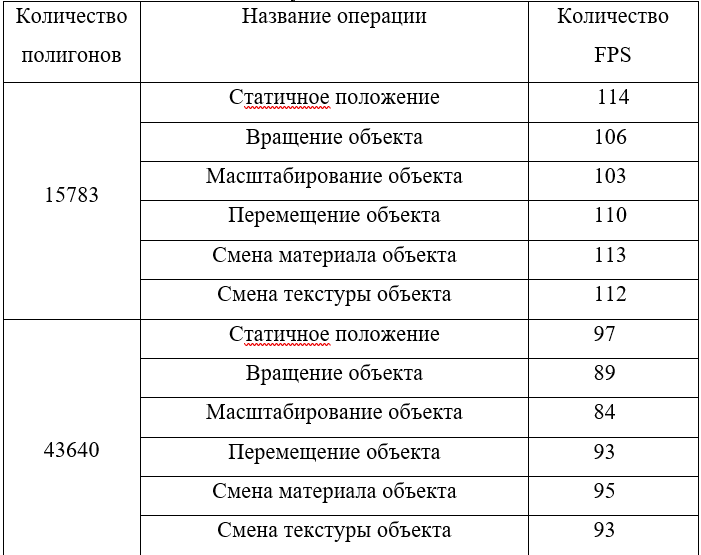 Количество полигонов Название операции Количество FPS
15783 Статичное положение 114
Вращение объекта 106
Масштабирование объекта 103
Перемещение объекта 110
Смена материала объекта 113
Смена текстуры объекта 112
43640 Статичное положение 97
Вращение объекта 89
Масштабирование объекта 84
Перемещение объекта 93
Смена материала объекта 95
Смена текстуры объекта 93